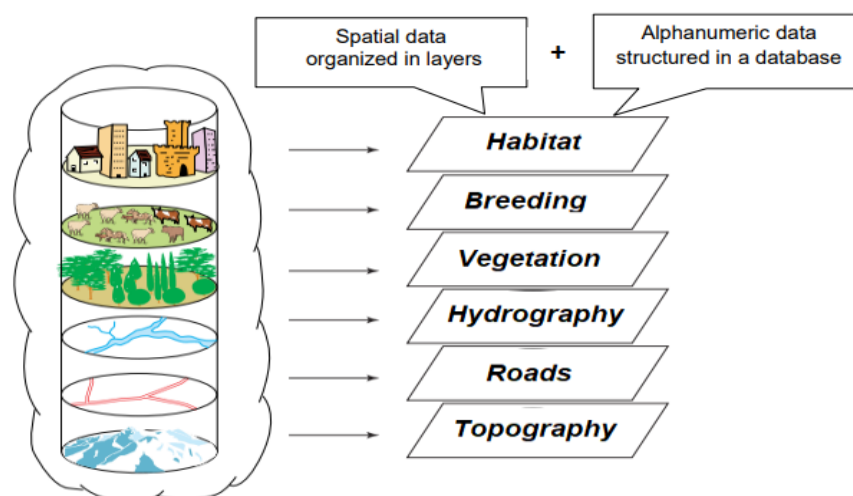 Spatial data
organized in layers
+
Alphanumeric data
structured in a database
Habitat
Breeding
Vegetation
Hydrography
Roads
Topography